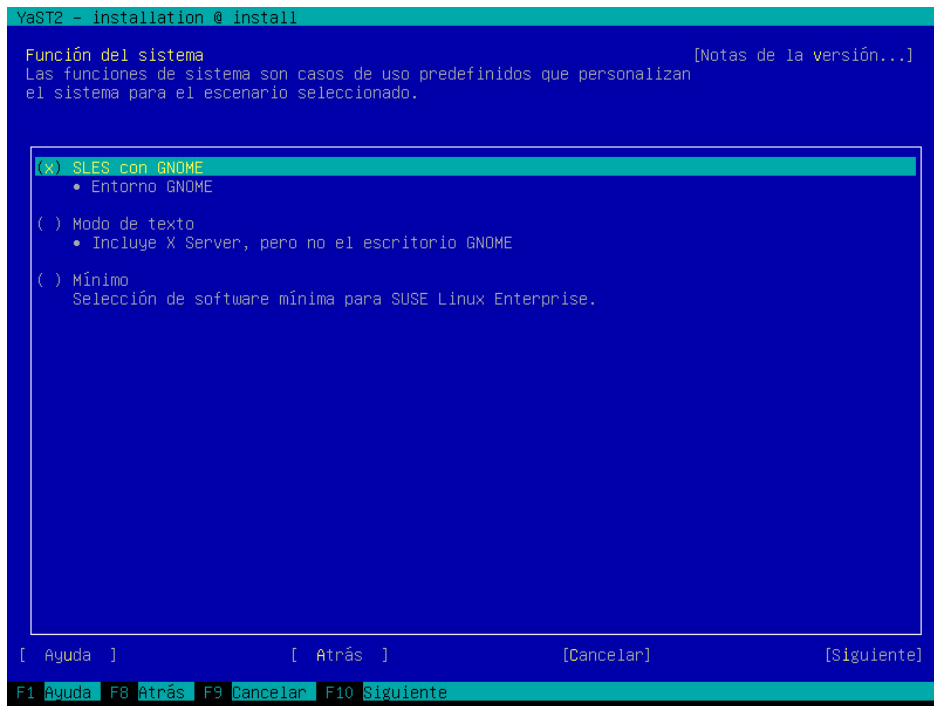 YaST2 - installation @ install
Función del sistema [Notas de la versión...]
Las funciones de sistema son casos de uso predefinidos que personalizan
el sistema para el escenario seleccionado.
(x) SLES con GNOME
• Entorno GNOME
( ) Modo de texto
• Incluye X Server, pero no el escritorio GNOME
( ) Mínimo
Selección de software mínima para SUSE Linux Enterprise.
[ Ayuda ] [ Atrás ] [Cancelar] [Siguiente]
F1 Ayuda F8 Atrás F9 Cancelar F10 Siguiente